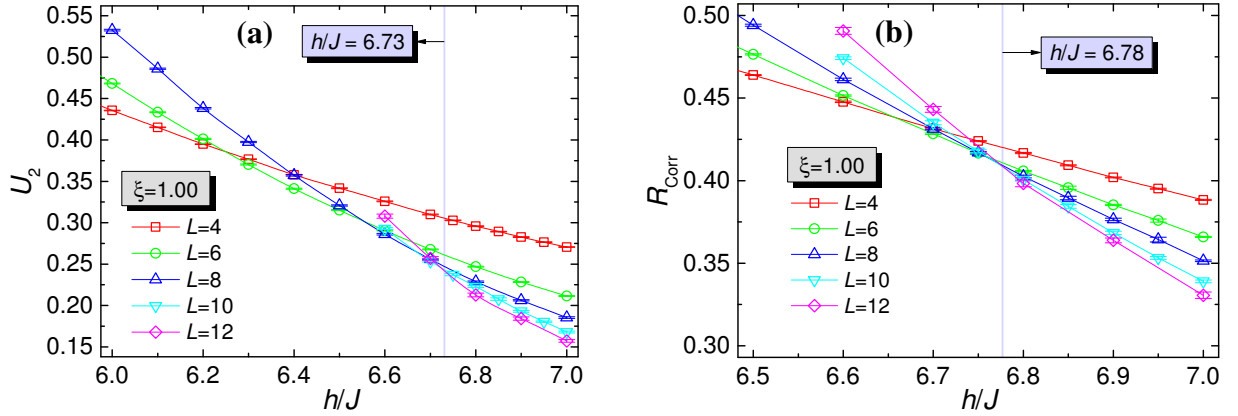 (a)
h/J = 6.73
U2
0.55
0.50
0.45
0.40
0.35
0.30
0.25
0.20
0.15
ξ=1.00
L=4
L=6
L=8
L=10
L=12
6.0 6.2 6.4 6.6 6.8 7.0
h/J
(b)
h/J = 6.78
RCorr
0.50
0.45
0.40
0.35
0.30
ξ=1.00
L=4
L=6
L=8
L=10
L=12
6.5 6.6 6.7 6.8 6.9 7.0
h/J